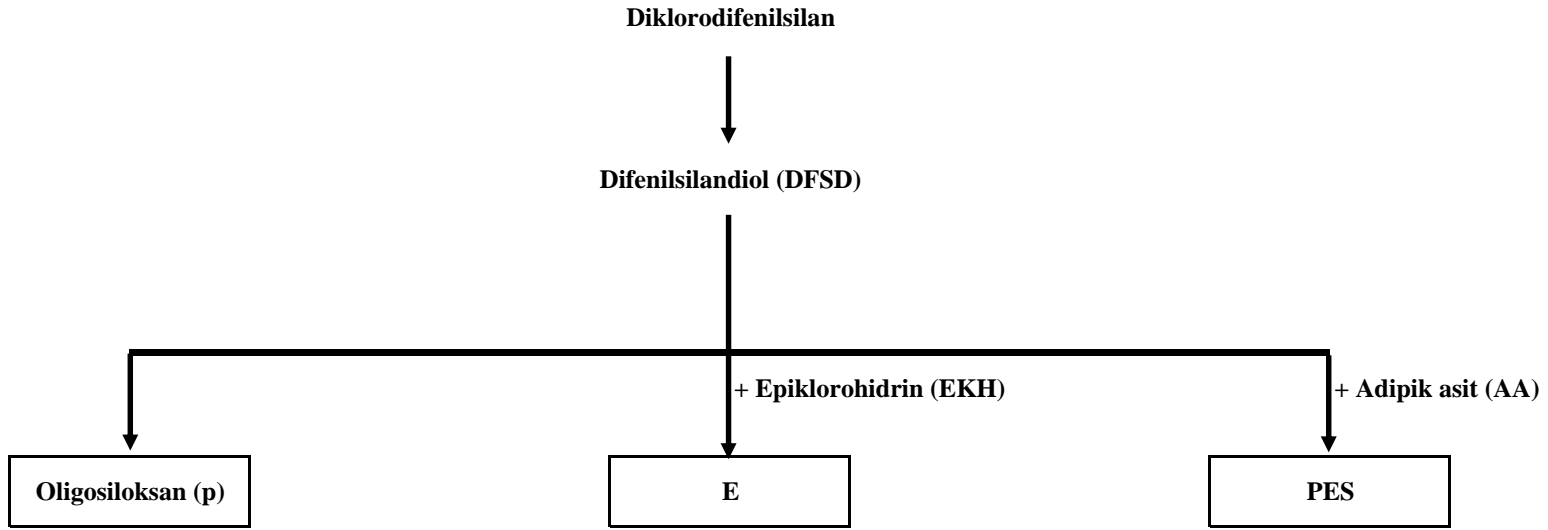 Diklorodifenilsilan
Difenilsilandiol (DFSD)
+ Epiklorohidrin (EKH)
+ Adipik asit (AA)
Oligosiloksan (p)
E
PES